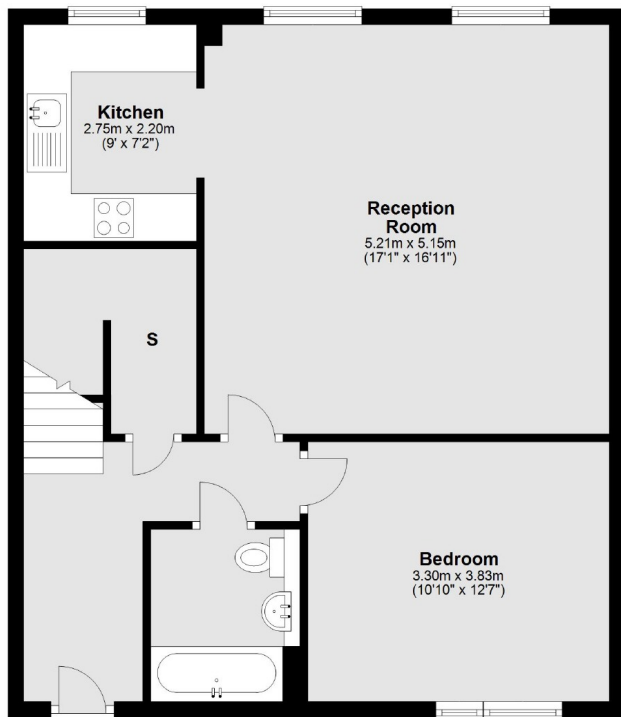 Kitchen
2.75m x 2.20m
(9' x 7'2")
Reception
Room
5.21m x 5.15m
(17'1" x 16'11")
S
Bedroom
3.30m x 3.83m
(10'10" x 12'7")